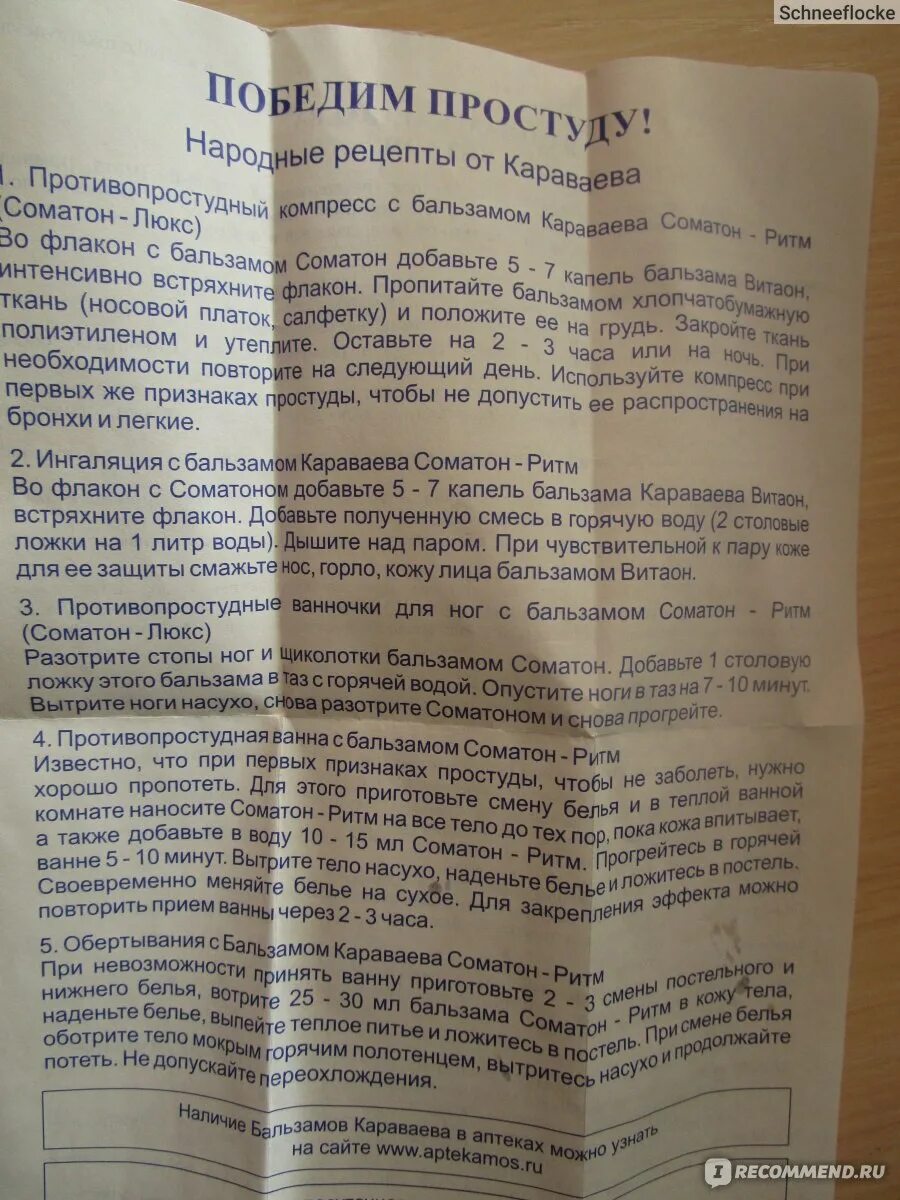 Schneeflocke
ПОБЕДИМ ПРОСТУДУ!
Народные рецепты от Караваева
1. Противопростудный компресс с бальзамом Караваева Соматон - Ритм
(Соматон - Люкс)
Во флакон с бальзамом Соматон добавьте 5 - 7 капель бальзама Витаон,
интенсивно встряхните флакон. Пропитайте бальзамом хлопчатобумажную
ткань (носовой платок, салфетку) и положите ее на грудь. Закройте ткань
полиэтиленом и утеплите. Оставьте на 2 - 3 часа или на ночь. При
необходимости повторите на следующий день. Используйте компресс при
первых же признаках простуды, чтобы не допустить ее распространения на
бронхи и легкие.
2. Ингаляция с бальзамом Караваева Соматон - Ритм
Во флакон с Соматоном добавьте 5 - 7 капель бальзама Караваева Витаон,
встряхните флакон. Добавьте полученную смесь в горячую воду (2 столовые
ложки на 1 литр воды). Дышите над паром. При чувствительной к пару коже
для ее защиты смажьте нос, горло, кожу лица бальзамом Витаон.
3. Противопростудные ванночки для ног с бальзамом Соматон - Ритм
(Соматон - Люкс)
Разотрите стопы ног и щиколотки бальзамом Соматон. Добавьте 1 столовую
ложку этого бальзама в таз с горячей водой. Опустите ноги в таз на 7 - 10 минут.
Вытрите ноги насухо, снова разотрите Соматоном и снова прогрейте.
4. Противопростудная ванна с бальзамом Соматон - Ритм
Известно, что при первых признаках простуды, чтобы не заболеть, нужно
хорошо пропотеть. Для этого приготовьте смену белья и в теплой ванной
комнате наносите Соматон - Ритм на все тело до тех пор, пока кожа впитывает,
а также добавьте в воду 10 - 15 мл Соматон - Ритм. Прогрейтесь в горячей
ванне 5 - 10 минут. Вытрите тело насухо, наденьте белье и ложитесь в постель.
Своевременно меняйте белье на сухое. Для закрепления эффекта можно
повторить прием ванны через 2 - 3 часа.
5. Обертывания с Бальзамом Караваева Соматон - Ритм
При невозможности принять ванну приготовьте 2 - 3 смены постельного и
нижнего белья, вотрите 25 - 30 мл бальзама Соматон - Ритм в кожу тела,
наденьте белье, выпейте теплое питье и ложитесь в постель. При смене белья
оботрите тело мокрым горячим полотенцем, вытритесь насухо и продолжайте
потеть. Не допускайте переохлождения.
Наличие Бальзамов Караваева в аптеках можно узнать
на сайте www.aptekamos.ru
I RECOMMEND.RU